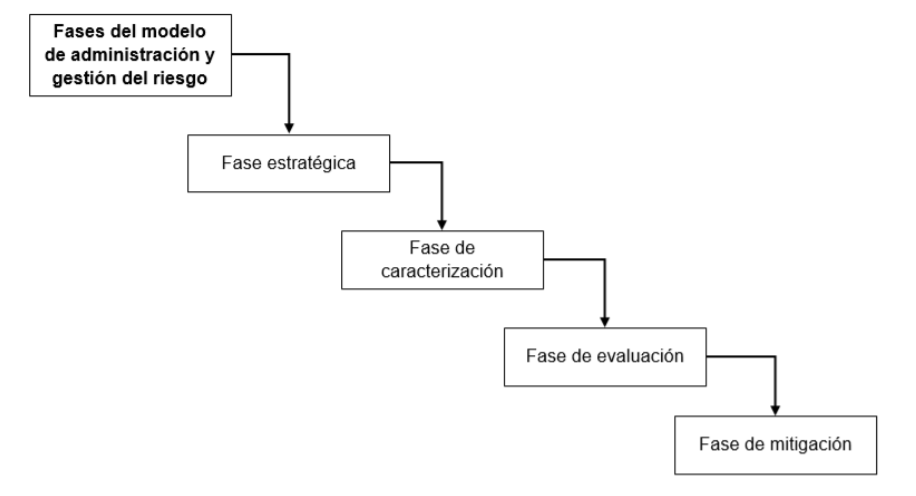 Fases del modelo
de administración y
gestión del riesgo
Fase estratégica
Fase de
caracterización
Fase de evaluación
Fase de mitigación